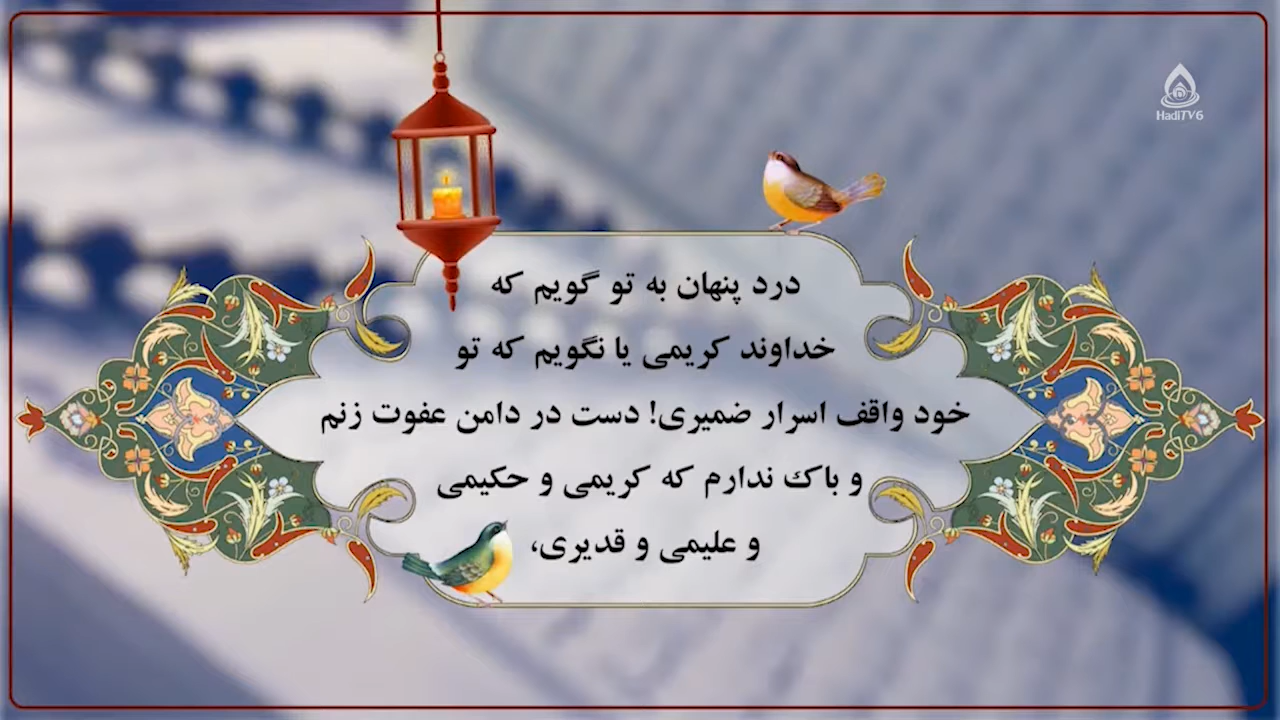 HadiTV6
درد پنهان به تو گویم که
خداوند کریمی یا نگویم که تو
خود واقف اسرار ضمیری! دست در دامن عفوت زنم
و باک ندارم که کریمی و حکیمی
و علیمی و قدیری،